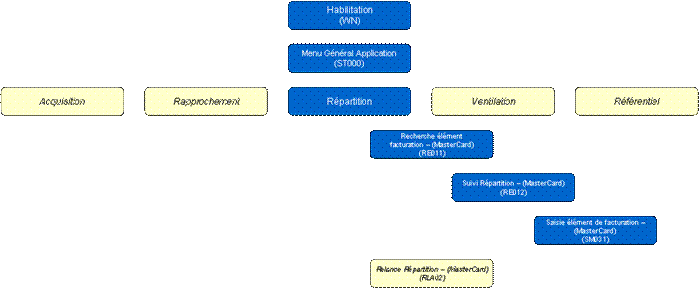 Habilitation
(WN)
Menu Général Application
(ST000)
Acquisition
Rapprochement
Répartition
Ventilation
Référentiel
Recherche élément
facturation – (MasterCard)
(RE011)
Suivi Répartition – (MasterCard)
(RE012)
Saisie élément de facturation –
(MasterCard)
(SM031)
Relance Répartition – (MasterCard)
(RLA02)